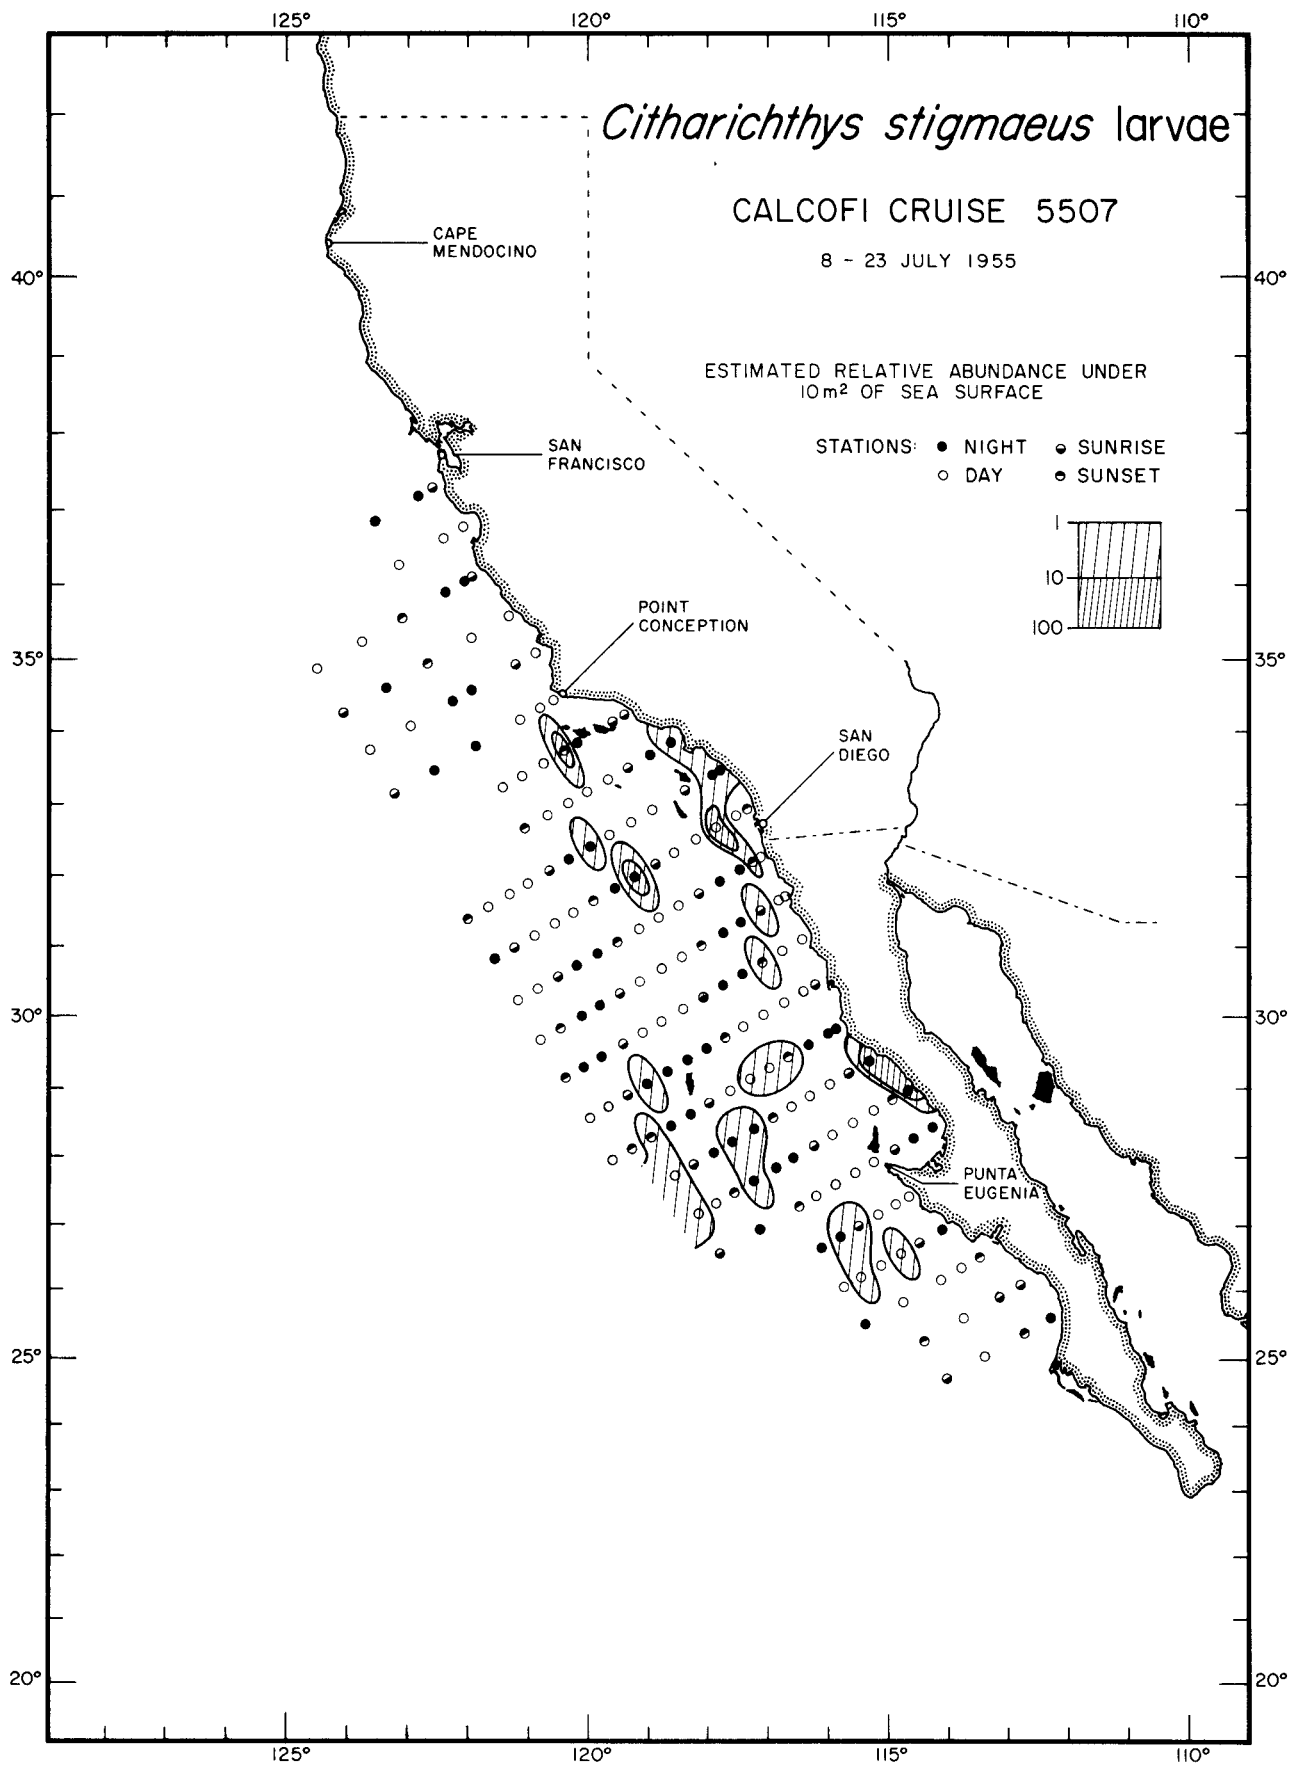 125°
120°
115°
110°
Citharichthys stigmaeus larvae
CALCOFI CRUISE 5507
8 – 23 JULY 1955
CAPE
MENDOCINO
40°
40°
ESTIMATED RELATIVE ABUNDANCE UNDER
10m² OF SEA SURFACE
STATIONS: ● NIGHT ◒ SUNRISE
○ DAY ◓ SUNSET
SAN
FRANCISCO
1
10
100
POINT
CONCEPTION
35°
35°
SAN
DIEGO
30°
30°
PUNTA
EUGENIA
25°
25°
20°
20°
125°
120°
115°
110°